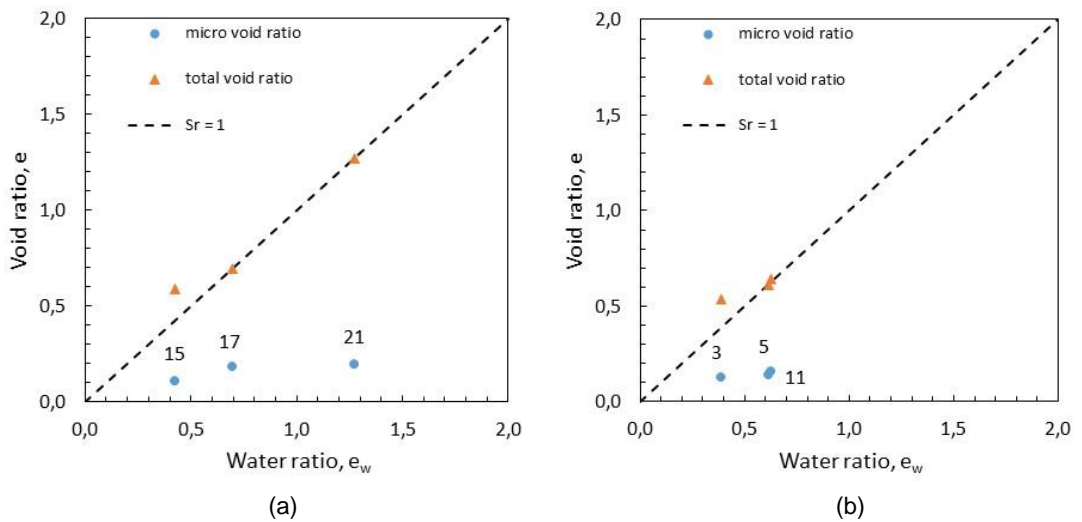 2,0
1,5
1,0
0,5
0,0
Void ratio, e
micro void ratio
total void ratio
Sr = 1
15
17
21
0,0
0,5
1,0
1,5
2,0
Water ratio, ew
(a)
2,0
1,5
1,0
0,5
0,0
Void ratio, e
micro void ratio
total void ratio
Sr = 1
3
5
11
0,0
0,5
1,0
1,5
2,0
Water ratio, ew
(b)